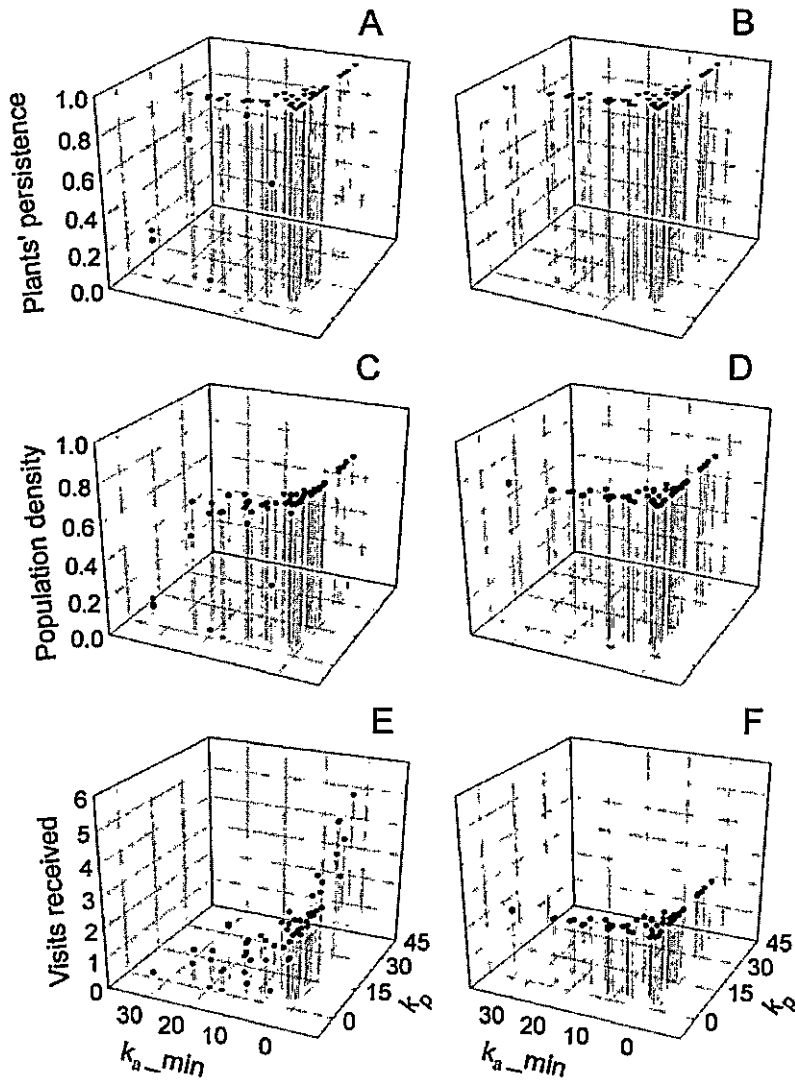 A
B
Plants' persistence
1.0
0.8
0.6
0.4
0.2
0.0
C
D
Population density
1.0
0.8
0.6
0.4
0.2
0.0
E
F
Visits received
6
5
4
3
2
1
0
30
20
10
0
k_a_min
30
20
10
0
k_a_min
0
15
30
45
k_p
0
15
30
45
k_p